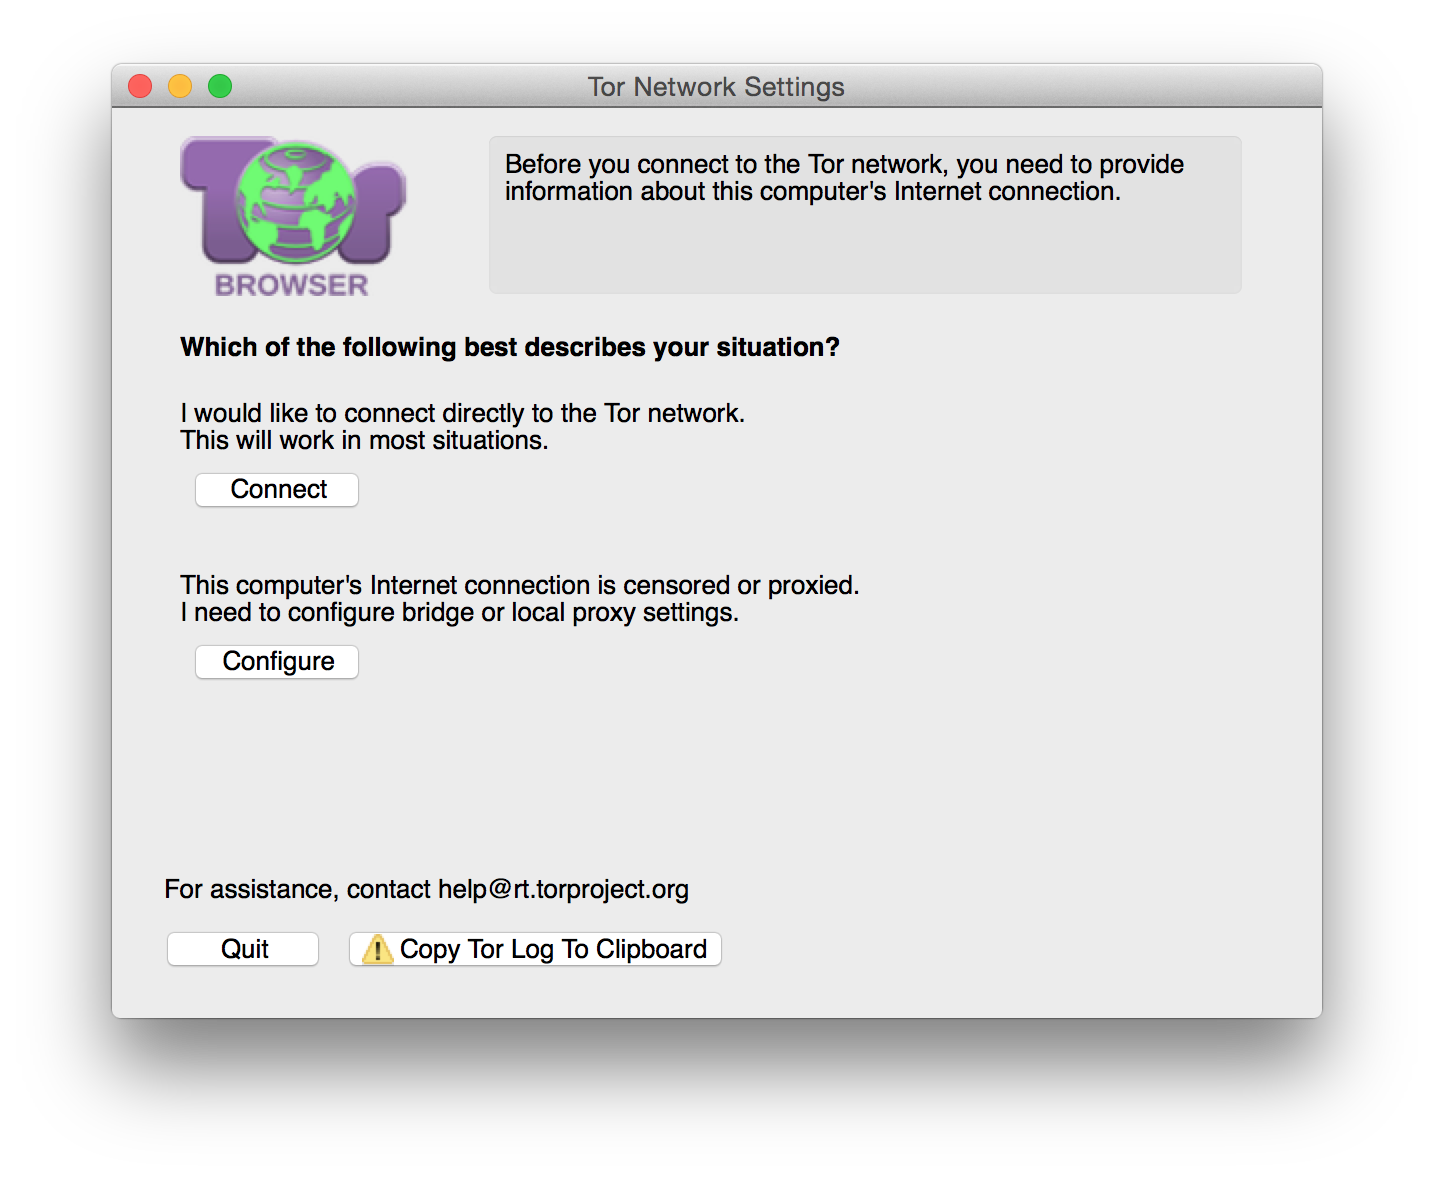 Tor Network Settings
Tor
BROWSER
Before you connect to the Tor network, you need to provide
information about this computer's Internet connection.
Which of the following best describes your situation?
I would like to connect directly to the Tor network.
This will work in most situations.
Connect
This computer's Internet connection is censored or proxied.
I need to configure bridge or local proxy settings.
Configure
For assistance, contact help@rt.torproject.org
Quit
Copy Tor Log To Clipboard